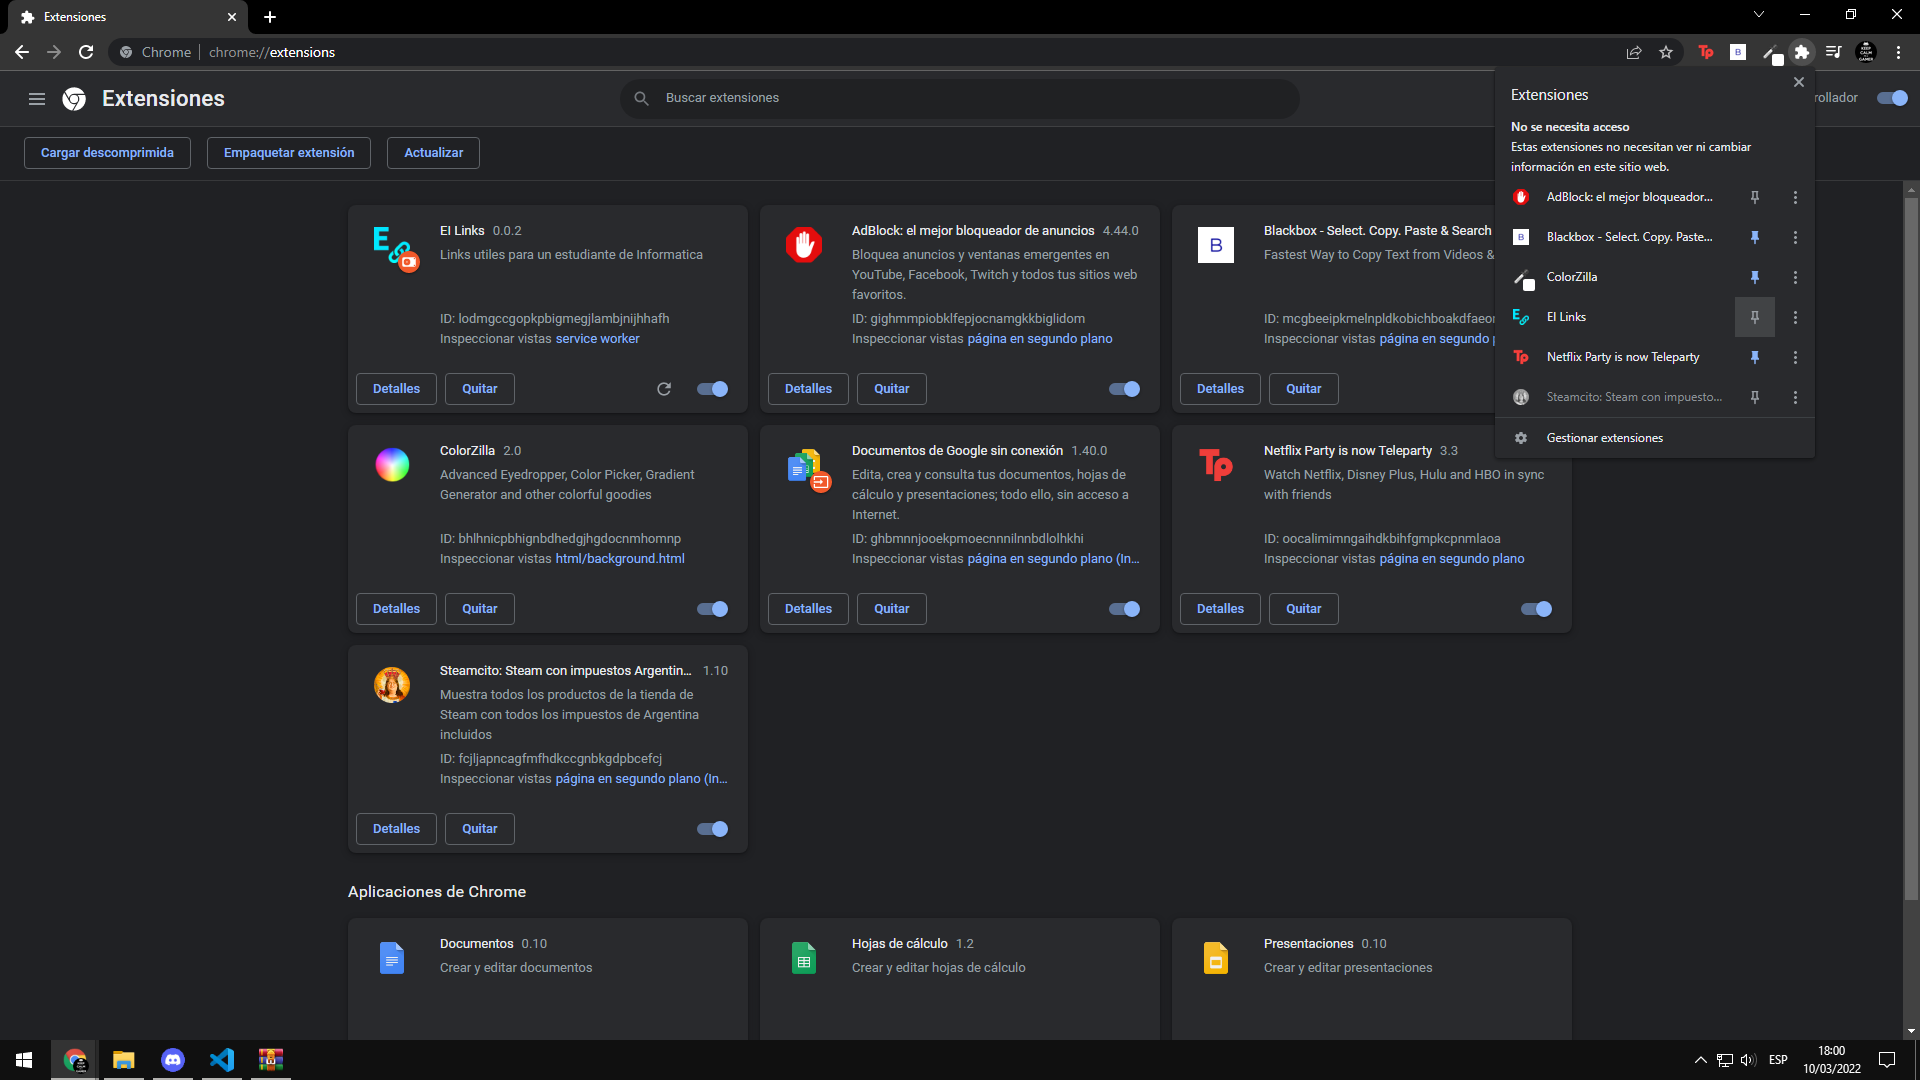 Extensiones
Chrome
chrome://extensions
Extensiones
Buscar extensiones
rollador
Cargar descomprimida
Empaquetar extensión
Actualizar
Extensiones
No se necesita acceso
Estas extensiones no necesitan ver ni cambiar
información en este sitio web.
AdBlock: el mejor bloqueador...
Blackbox - Select. Copy. Paste...
ColorZilla
EI Links
Netflix Party is now Teleparty
Steamcito: Steam con impuesto...
Gestionar extensiones
EI Links 0.0.2
Links utiles para un estudiante de Informatica
ID: lodmgccgopkpbigmegjlambjnijhhafh
Inspeccionar vistas service worker
Detalles
Quitar
AdBlock: el mejor bloqueador de anuncios 4.44.0
Bloquea anuncios y ventanas emergentes en
YouTube, Facebook, Twitch y todos tus sitios web
favoritos.
ID: gighmmpiobklfepjocnamgkkbiglidom
Inspeccionar vistas página en segundo plano
Detalles
Quitar
B
Blackbox - Select. Copy. Paste & Search
Fastest Way to Copy Text from Videos &
ID: mcgbeeipkmelnpldkobichboakdfaeon
Inspeccionar vistas página en segundo p
Detalles
Quitar
ColorZilla 2.0
Advanced Eyedropper, Color Picker, Gradient
Generator and other colorful goodies
ID: bhlhnicpbhignbdhedgjhgdocnmhomnp
Inspeccionar vistas html/background.html
Detalles
Quitar
Documentos de Google sin conexión 1.40.0
Edita, crea y consulta tus documentos, hojas de
cálculo y presentaciones; todo ello, sin acceso a
Internet.
ID: ghbmnnjooekpmoecnnnilnnbdlolhkhi
Inspeccionar vistas página en segundo plano (In...
Detalles
Quitar
Tp
Netflix Party is now Teleparty 3.3
Watch Netflix, Disney Plus, Hulu and HBO in sync
with friends
ID: oocalimimngaihdkbihfgmpkcpnmlaoa
Inspeccionar vistas página en segundo plano
Detalles
Quitar
Steamcito: Steam con impuestos Argentin... 1.10
Muestra todos los productos de la tienda de
Steam con todos los impuestos de Argentina
incluidos
ID: fcjljapncagfmfhdkccgnbkgdpbcefcj
Inspeccionar vistas página en segundo plano (In...
Detalles
Quitar
Aplicaciones de Chrome
Documentos 0.10
Crear y editar documentos
Hojas de cálculo 1.2
Crear y editar hojas de cálculo
Presentaciones 0.10
Crear y editar presentaciones
ESP
18:00
10/03/2022